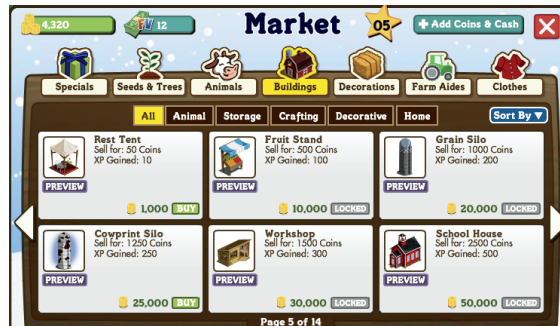 4,320
FV 12
Market
05
+ Add Coins & Cash
Specials
Seeds & Trees
Animals
Buildings
Decorations
Farm Aides
Clothes
All
Animal
Storage
Crafting
Decorative
Home
Sort By ▼
Rest Tent
Sell for: 50 Coins
XP Gained: 10
PREVIEW
1,000 BUY
Fruit Stand
Sell for: 500 Coins
XP Gained: 100
PREVIEW
10,000 LOCKED
Grain Silo
Sell for: 1000 Coins
XP Gained: 200
PREVIEW
20,000 LOCKED
Cowprint Silo
Sell for: 1250 Coins
XP Gained: 250
PREVIEW
25,000 BUY
Workshop
Sell for: 1500 Coins
XP Gained: 300
PREVIEW
30,000 LOCKED
School House
Sell for: 2500 Coins
XP Gained: 500
PREVIEW
50,000 LOCKED
Page 5 of 14